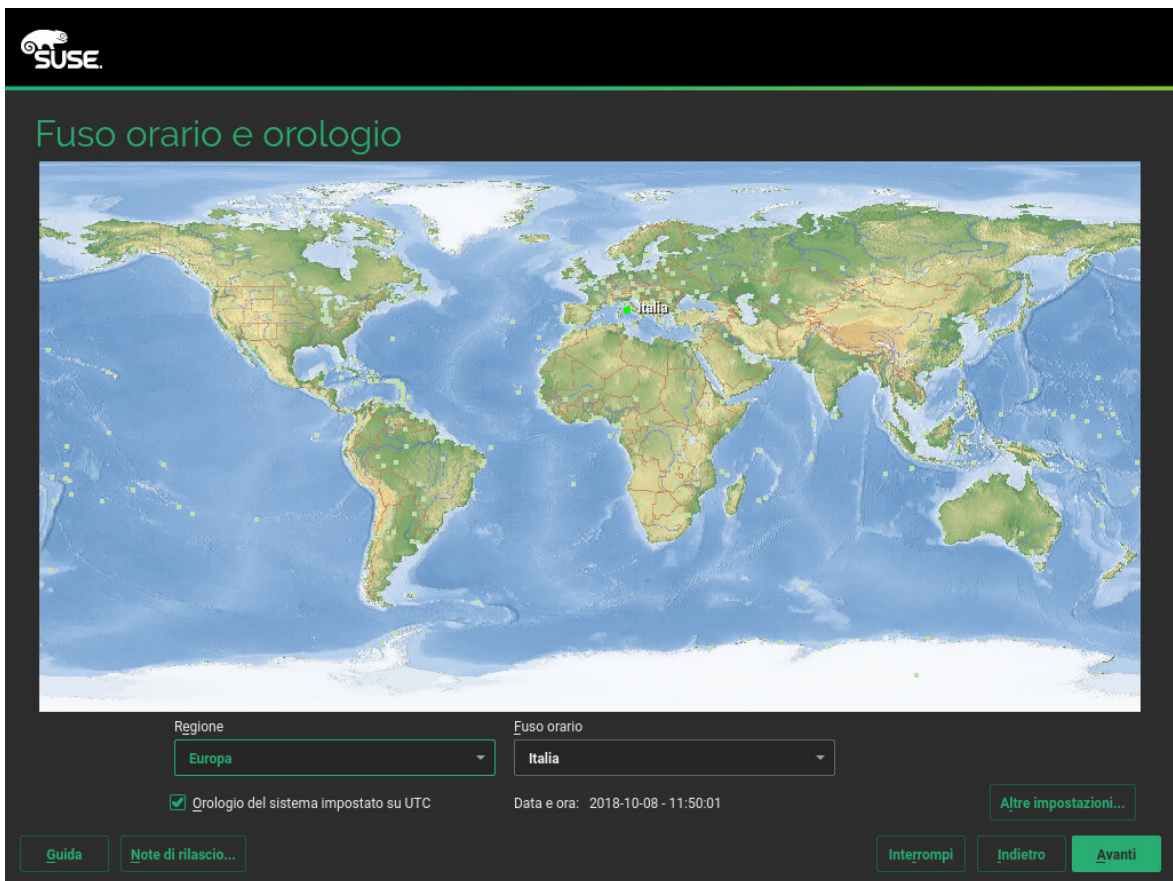 SUSE.
Fuso orario e orologio
Italia
Regione
Fuso orario
Europa
Italia
Orologio del sistema impostato su UTC
Data e ora: 2018-10-08 - 11:50:01
Altre impostazioni...
Guida
Note di rilascio...
Interrompi
Indietro
Avanti